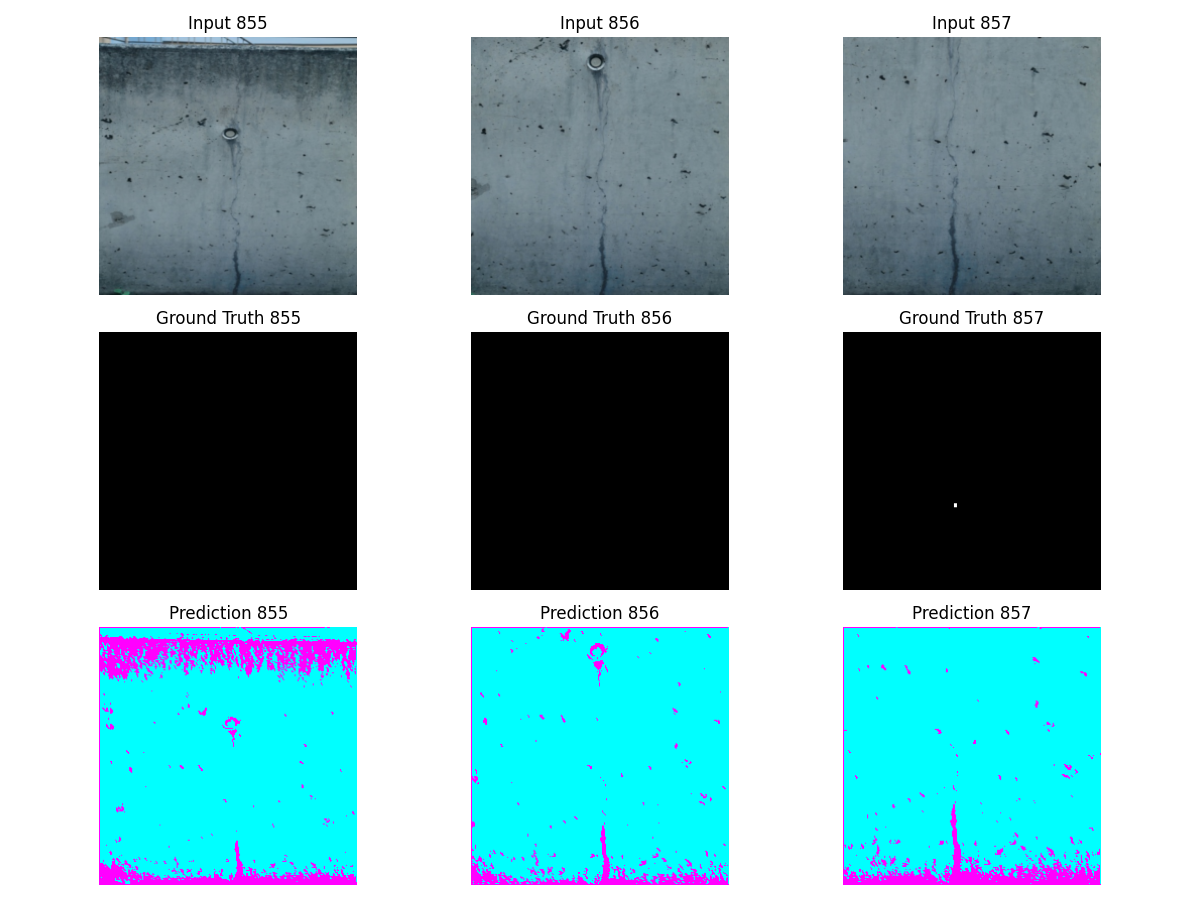 Input 855
Input 856
Input 857
Ground Truth 855
Ground Truth 856
Ground Truth 857
Prediction 855
Prediction 856
Prediction 857